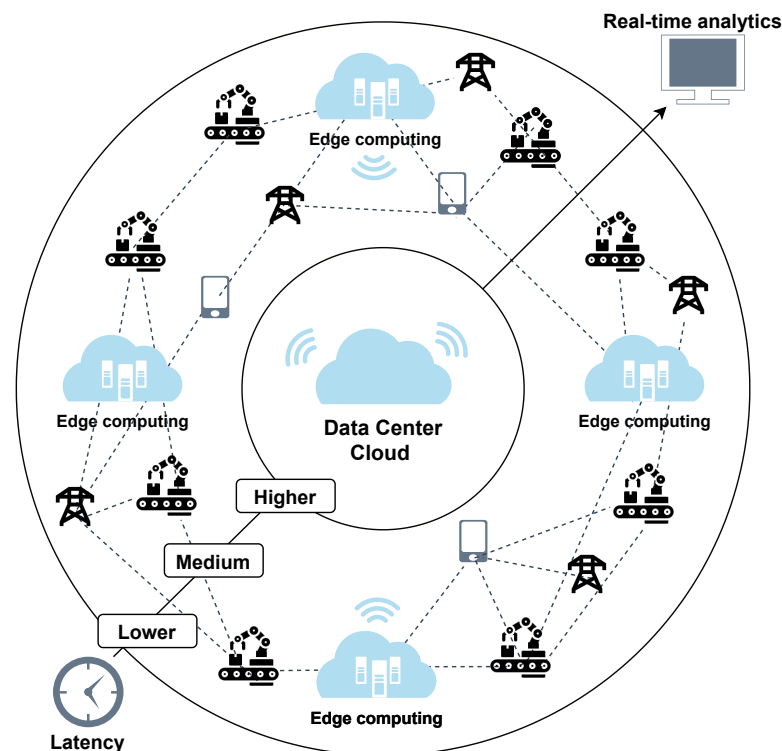 Real-time analytics
Edge computing
Edge computing
Edge computing
Data Center
Cloud
Higher
Medium
Lower
Edge computing
Latency